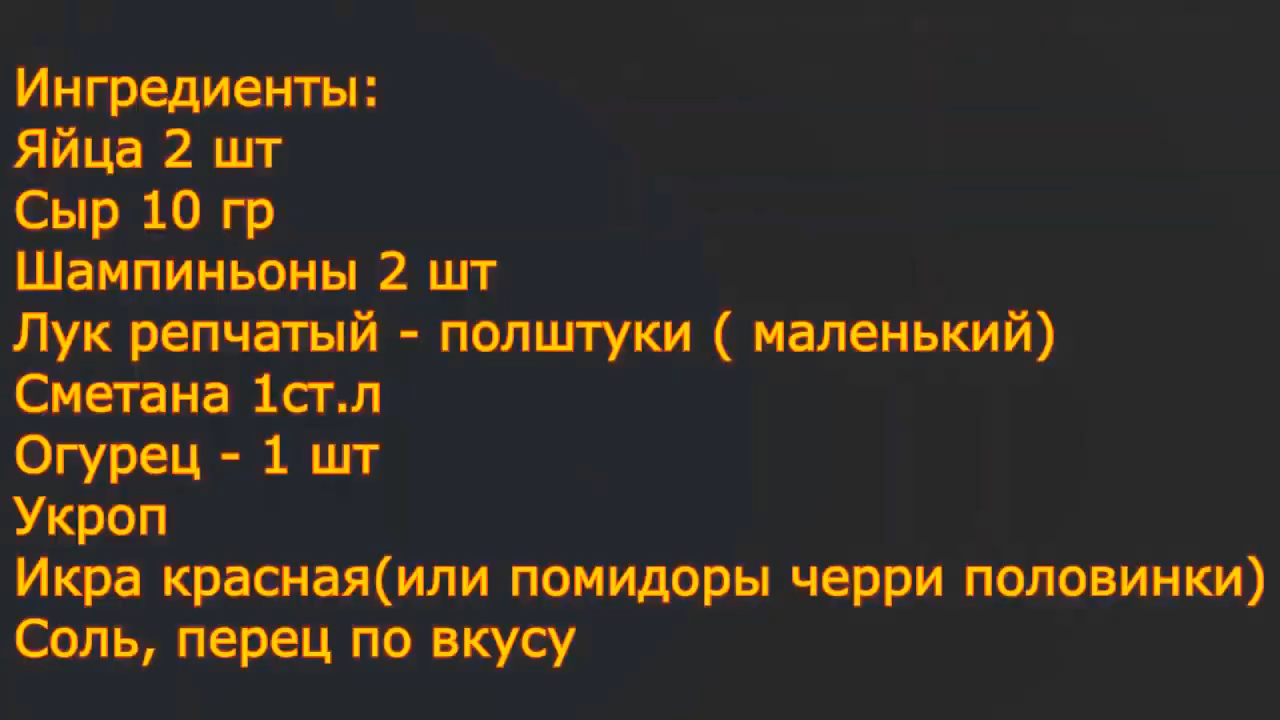 Ингредиенты:
Яйца 2 шт
Сыр 10 гр
Шампиньоны 2 шт
Лук репчатый - полштуки ( маленький)
Сметана 1ст.л
Огурец - 1 шт
Укроп
Икра красная(или помидоры черри половинки)
Соль, перец по вкусу